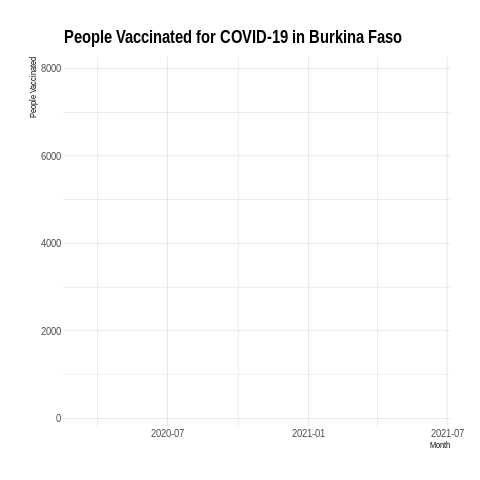 People Vaccinated for COVID-19 in Burkina Faso
People Vaccinated
8000
6000
4000
2000
0
2020-07
2021-01
2021-07
Month